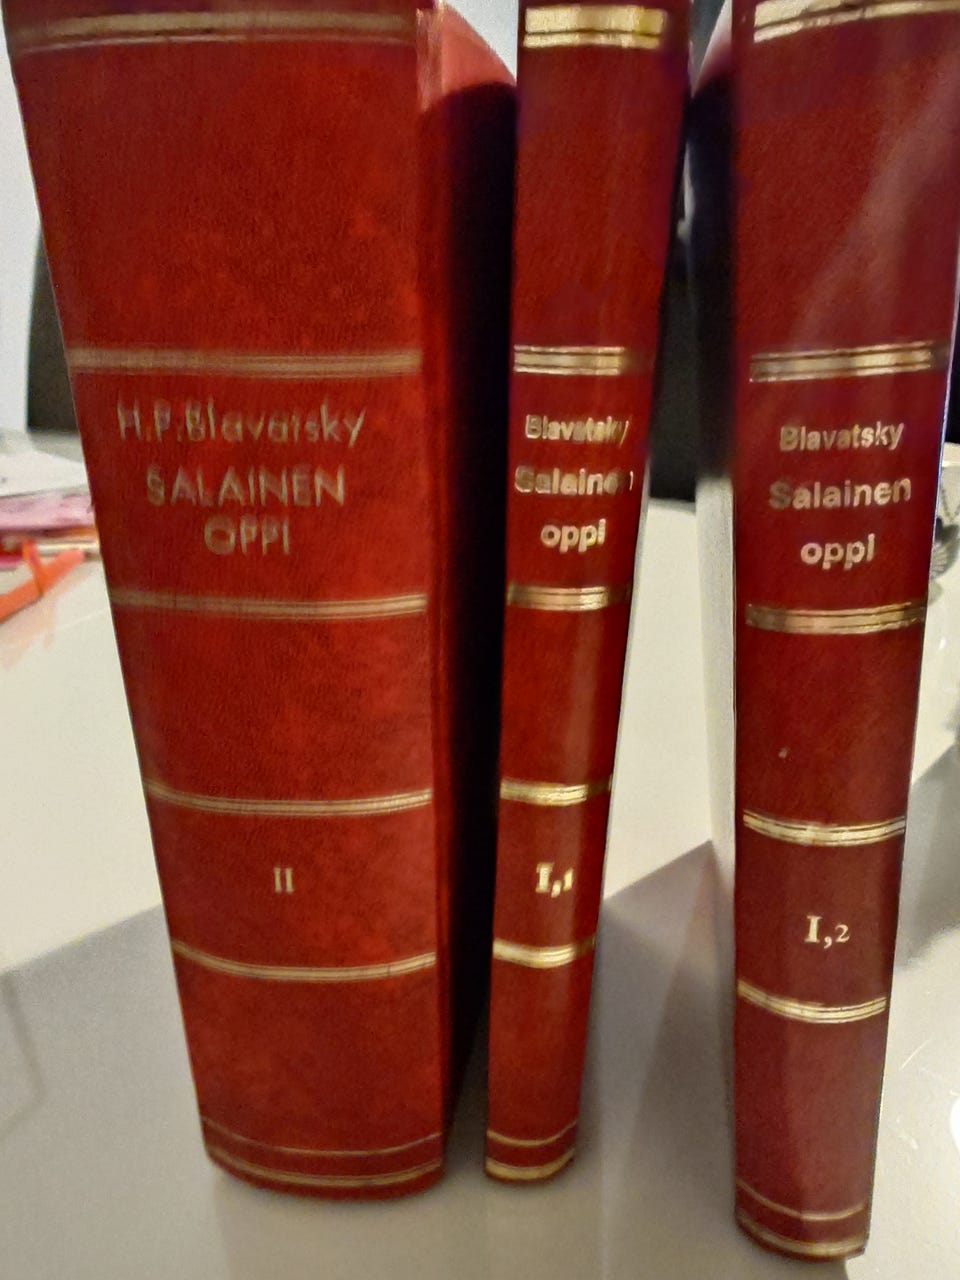 H.P. Blavatsky
SALAINEN
OPPI
II
Blavatsky
Salainen
oppi
I,1
Blavatsky
Salainen
oppi
I,2